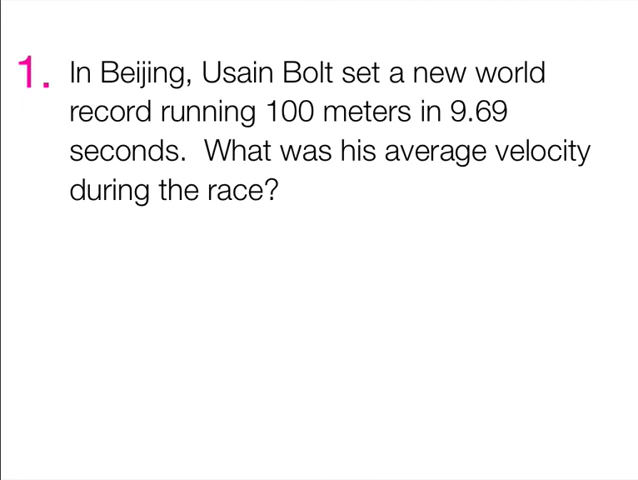 1. In Beijing, Usain Bolt set a new world
record running 100 meters in 9.69
seconds.  What was his average velocity
during the race?